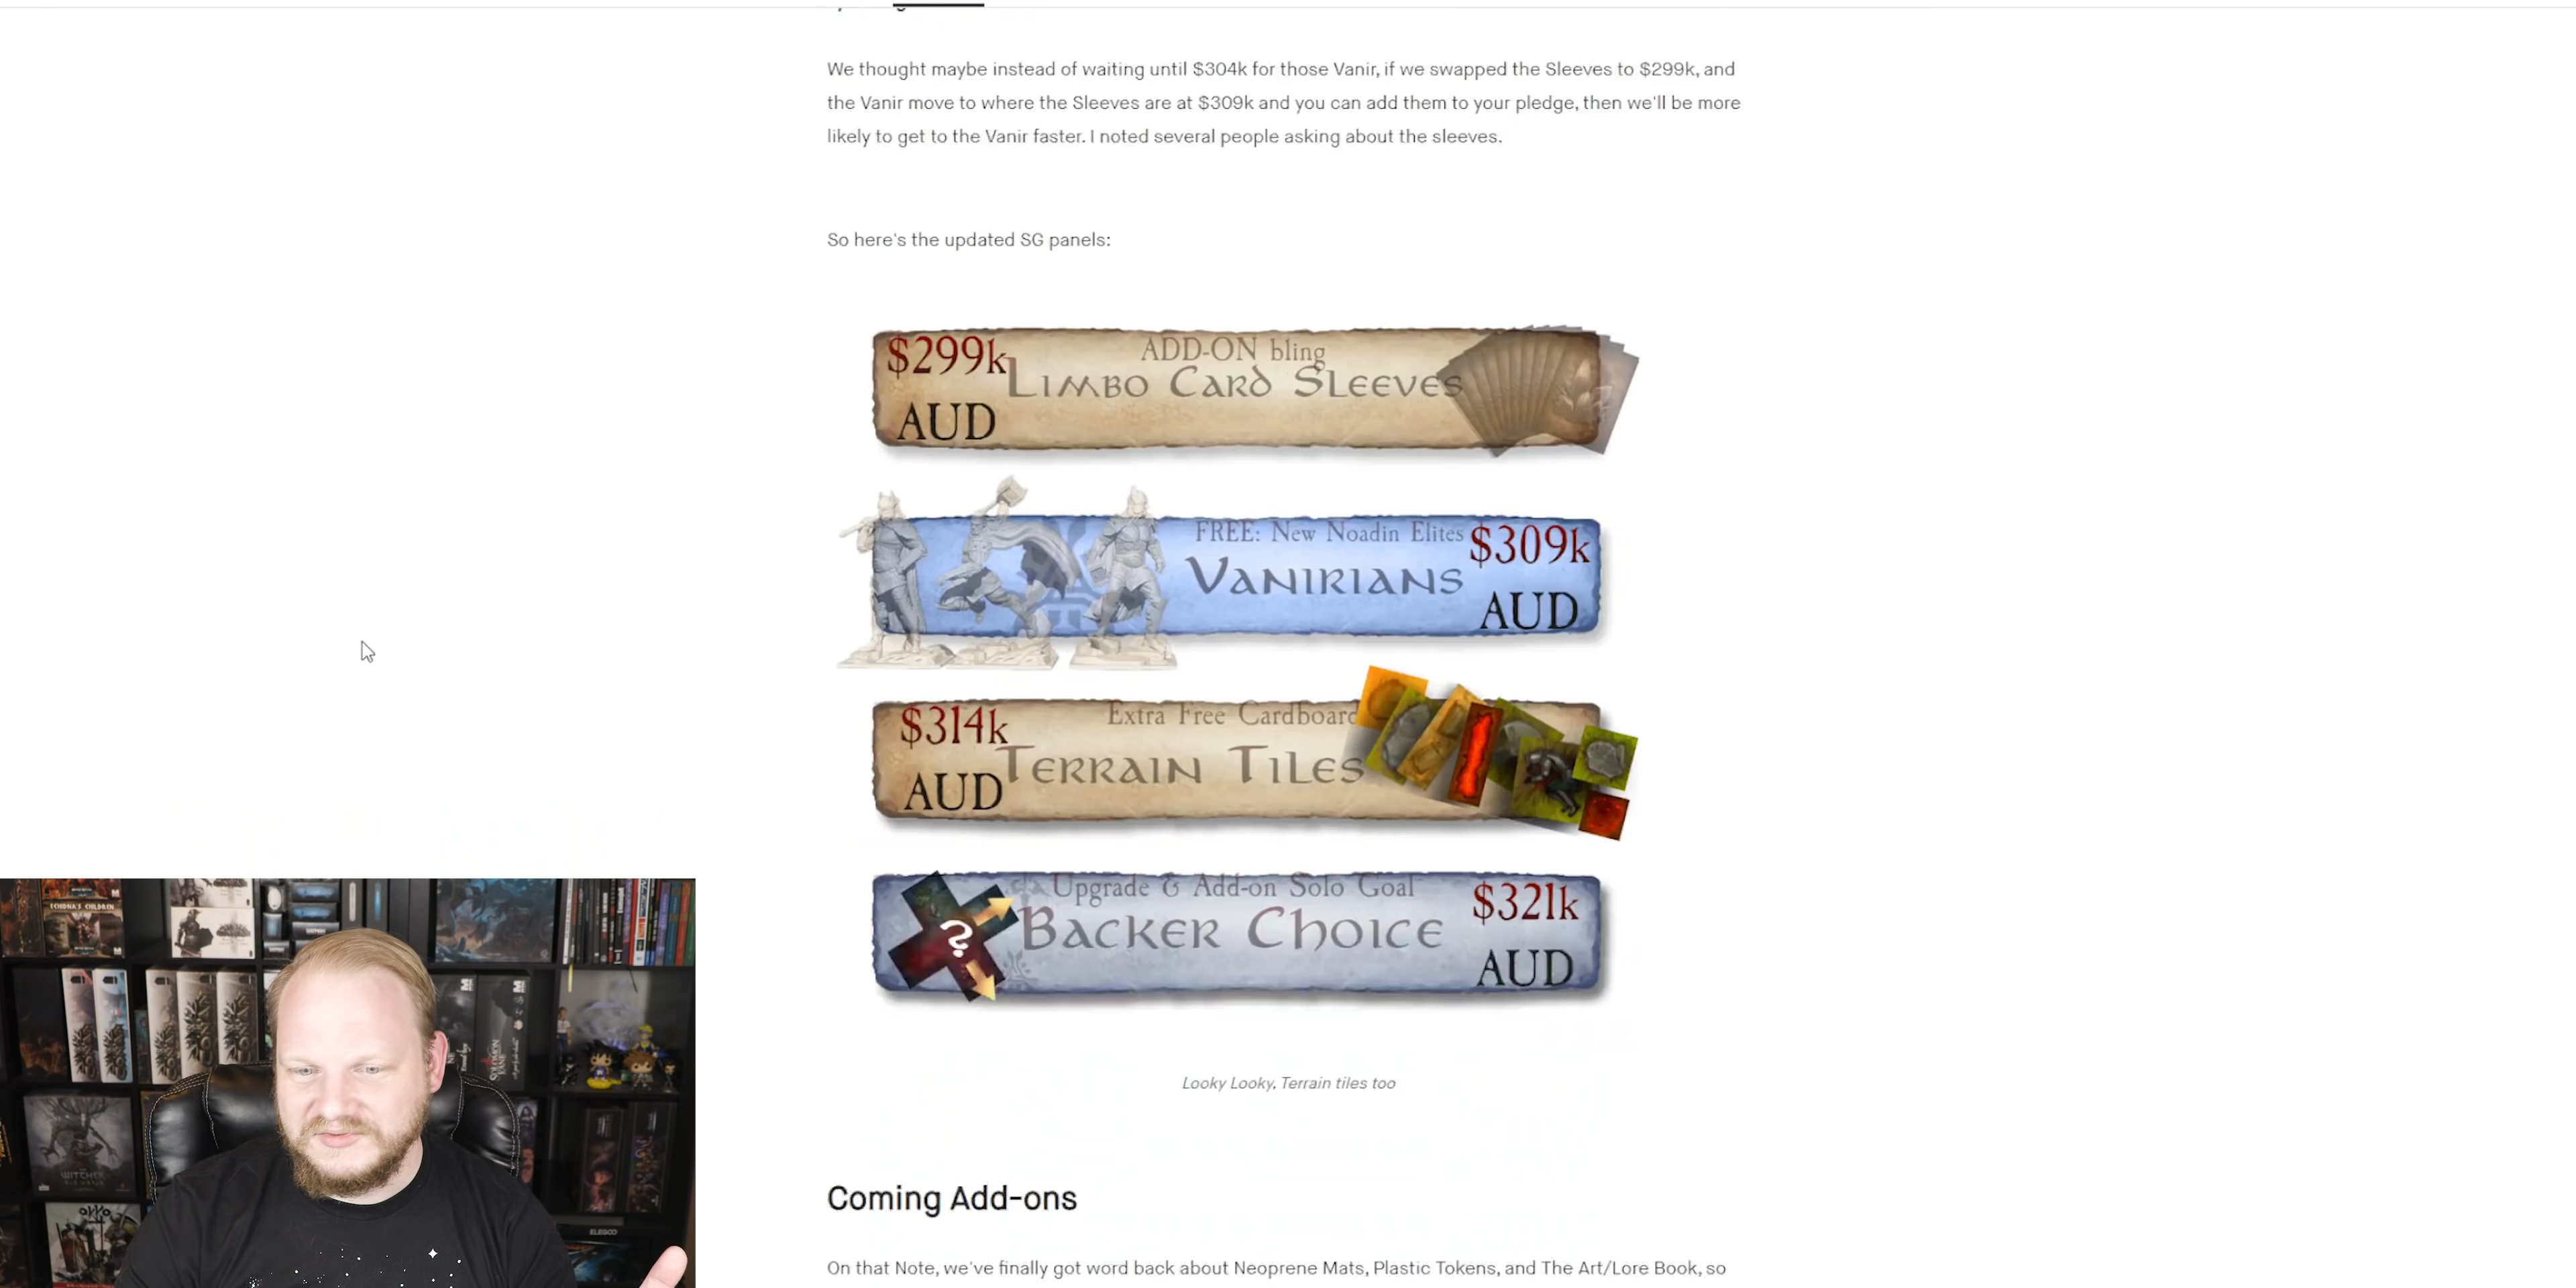 We thought maybe instead of waiting until $304k for those Vanir, if we swapped the Sleeves to $299k, and
the Vanir move to where the Sleeves are at $309k and you can add them to your pledge, then we'll be more
likely to get to the Vanir faster. I noted several people asking about the sleeves.
So here's the updated SG panels:
$299k
AUD
ADD-ON bling
Limbo Card Sleeves
FREE: New Noadin Elites
Vanirians
$309k
AUD
$314k
AUD
Extra Free Cardboard
Terrain Tiles
Upgrade & Add-on Solo Goal
Backer Choice
$321k
AUD
?
Looky Looky, Terrain tiles too
Coming Add-ons
On that Note, we've finally got word back about Neoprene Mats, Plastic Tokens, and The Art/Lore Book, so
ECHIDNA'S CHILDREN
WITCHER
ELEGOO